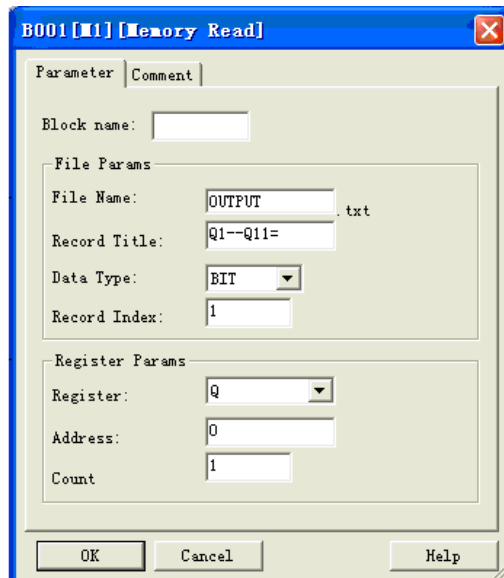 B001[M1][Memory Read]
Parameter
Comment
Block name:
File Params
File Name:
OUTPUT
.txt
Record Title:
Q1--Q11=
Data Type:
BIT
Record Index:
1
Register Params
Register:
Q
Address:
0
Count
1
OK
Cancel
Help